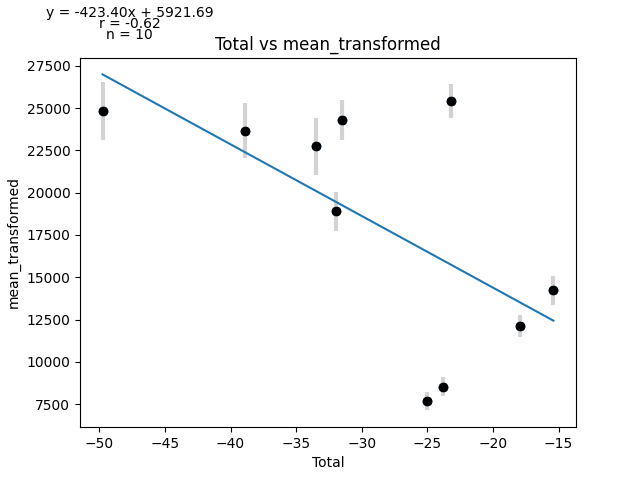 y = -423.40x + 5921.69
r = -0.62
n = 10
Total vs mean_transformed
27500
25000
22500
20000
17500
15000
12500
10000
7500
mean_transformed
−50 −45 −40 −35 −30 −25 −20 −15
Total